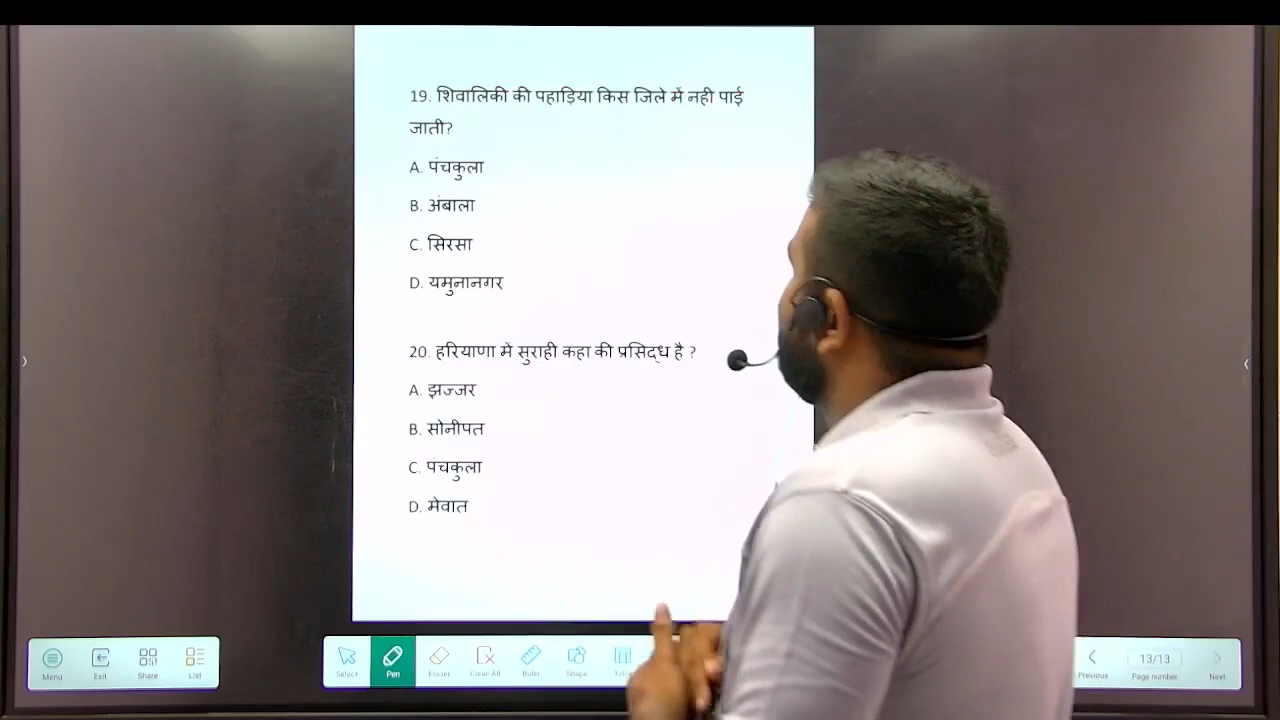 19. शिवालिकी की पहाड़िया किस जिले में नही पाई
जाती?
A. पंचकुला
B. अंबाला
C. सिरसा
D. यमुनानगर
20. हरियाणा मे सुराही कहा की प्रसिद्ध है ?
A. झज्जर
B. सोनीपत
C. पंचकुला
D. मेवात
Menu Exit Share List Select Pen Eraser Clear All Ruler Shape Previous 13/13 Page number Next